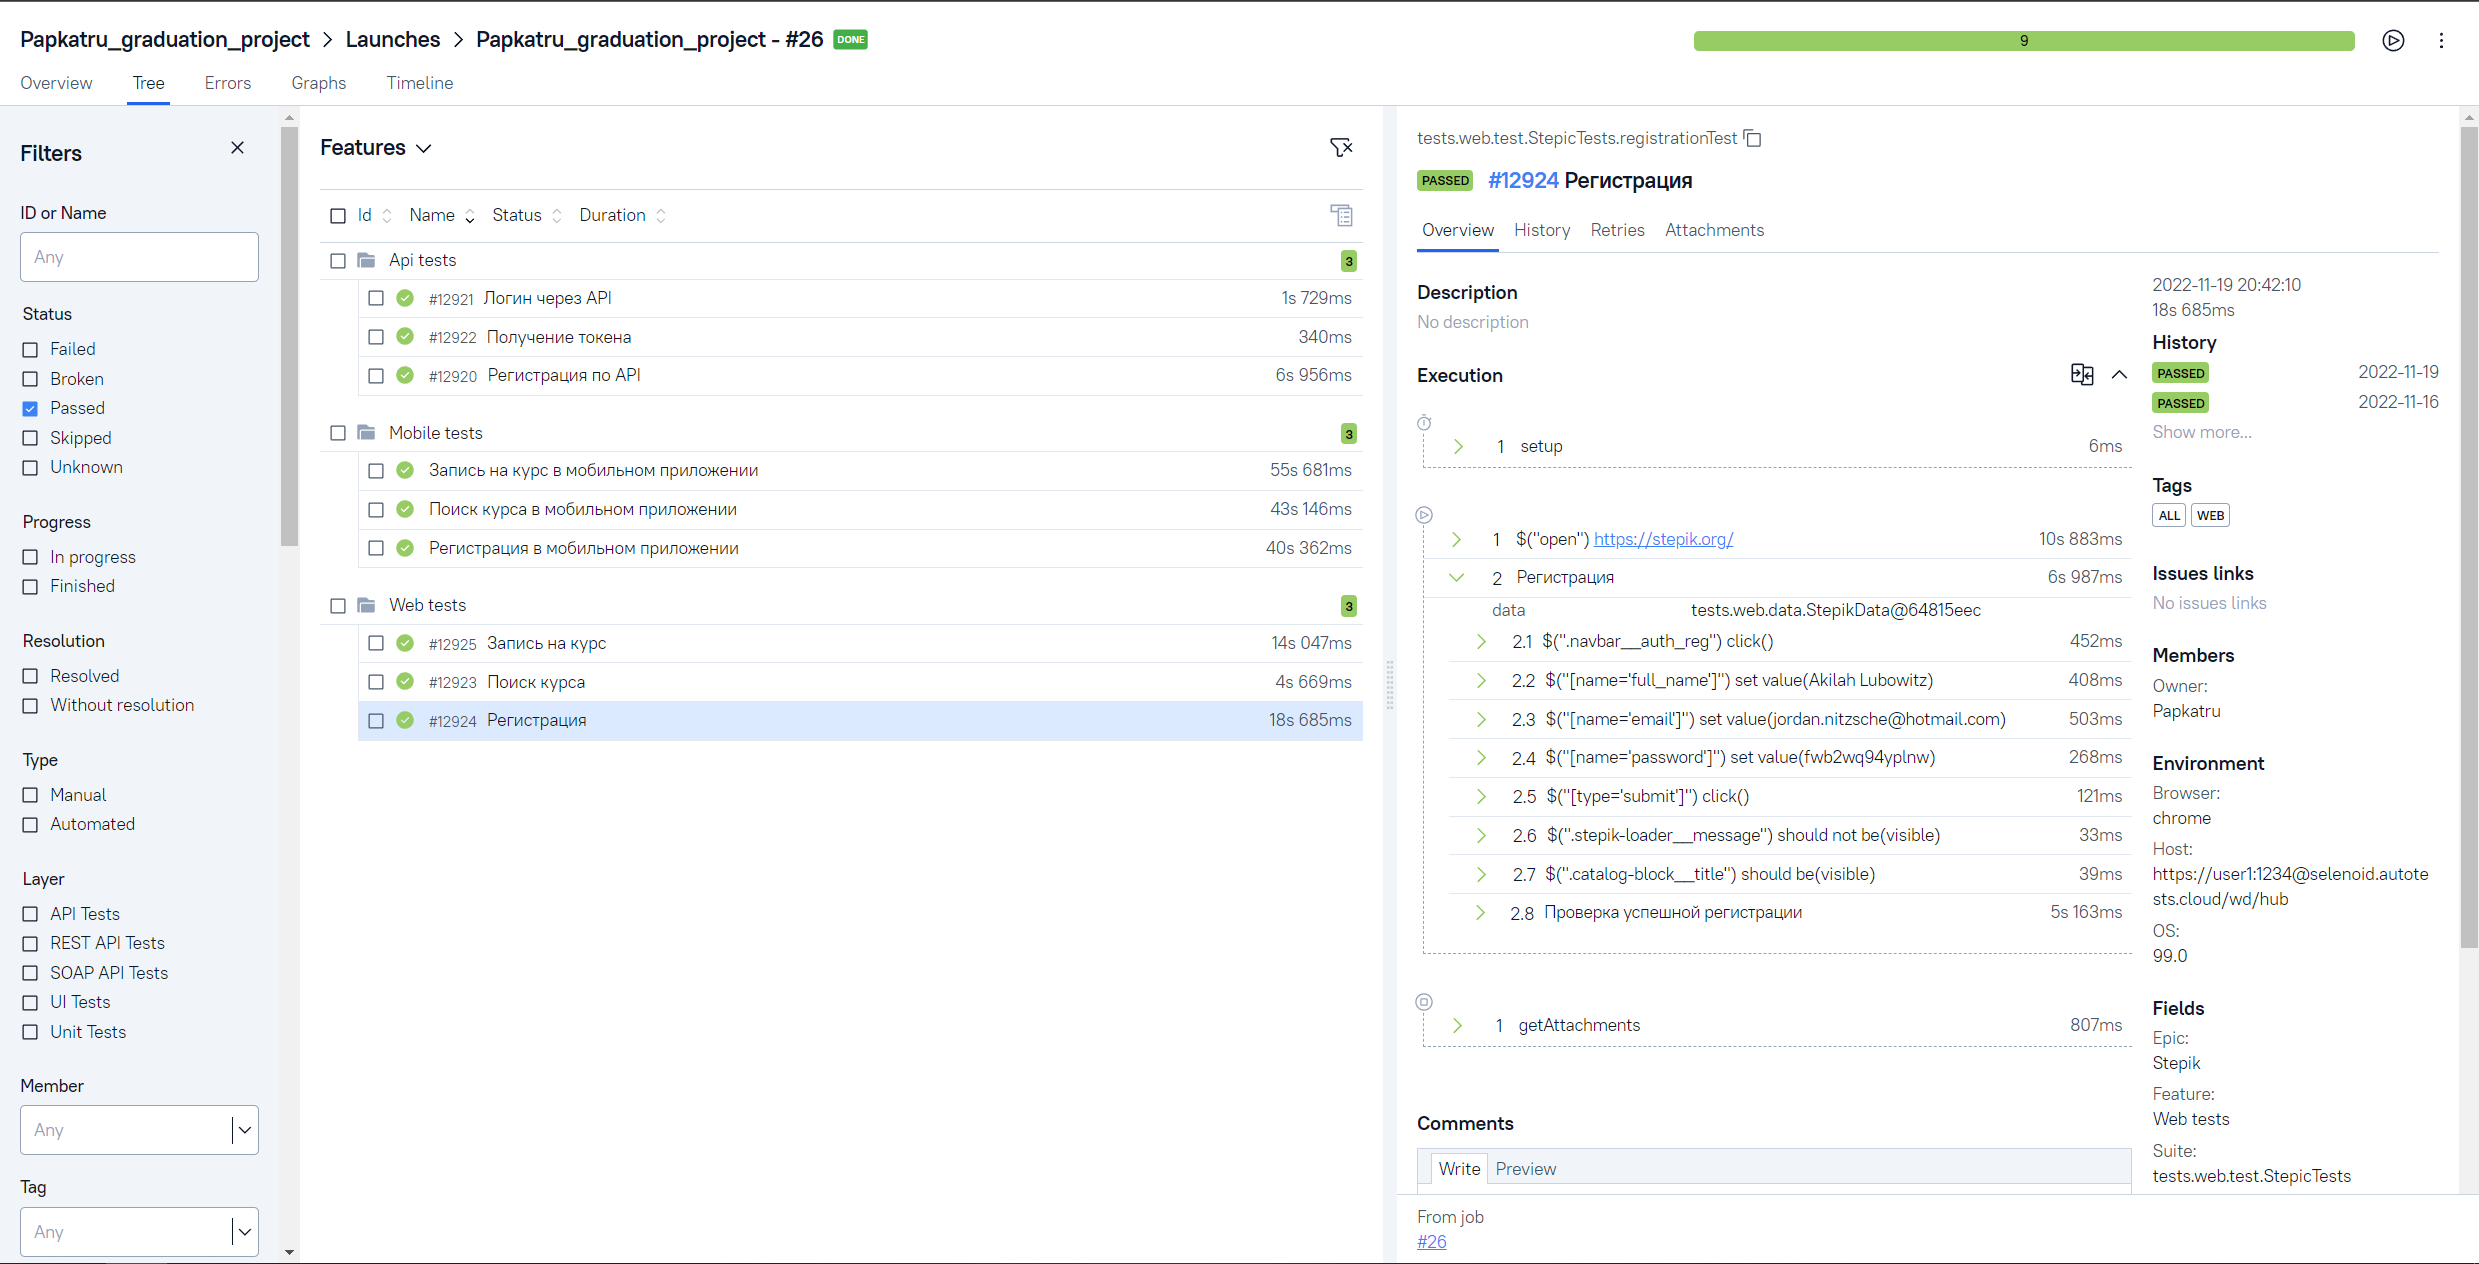 Papkatru_graduation_project > Launches > Papkatru_graduation_project - #26 DONE
9
Overview Tree Errors Graphs Timeline
Filters
ID or Name
Any
Status
Failed
Broken
Passed
Skipped
Unknown
Progress
In progress
Finished
Resolution
Resolved
Without resolution
Type
Manual
Automated
Layer
API Tests
REST API Tests
SOAP API Tests
UI Tests
Unit Tests
Member
Any
Tag
Any
Features
Id Name Status Duration
Api tests 3
#12921 Логин через API 1s 729ms
#12922 Получение токена 340ms
#12920 Регистрация по API 6s 956ms
Mobile tests 3
Запись на курс в мобильном приложении 55s 681ms
Поиск курса в мобильном приложении 43s 146ms
Регистрация в мобильном приложении 40s 362ms
Web tests 3
#12925 Запись на курс 14s 047ms
#12923 Поиск курса 4s 669ms
#12924 Регистрация 18s 685ms
tests.web.test.StepicTests.registrationTest
PASSED #12924 Регистрация
Overview History Retries Attachments
Description
No description
Execution
1 setup 6ms
1 $("open") https://stepik.org/ 10s 883ms
2 Регистрация 6s 987ms
data tests.web.data.StepikData@64815eec
2.1 $(".navbar__auth_reg") click() 452ms
2.2 $("[name='full_name']") set value(Akilah Lubowitz) 408ms
2.3 $("[name='email']") set value(jordan.nitzsche@hotmail.com) 503ms
2.4 $("[name='password']") set value(fwb2wq94yplnw) 268ms
2.5 $("[type='submit']") click() 121ms
2.6 $(".stepik-loader__message") should not be(visible) 33ms
2.7 $(".catalog-block__title") should be(visible) 39ms
2.8 Проверка успешной регистрации 5s 163ms
1 getAttachments 807ms
Comments
Write Preview
From job
#26
2022-11-19 20:42:10
18s 685ms
History
PASSED 2022-11-19
PASSED 2022-11-16
Show more...
Tags
ALL WEB
Issues links
No issues links
Members
Owner:
Papkatru
Environment
Browser:
chrome
Host:
https://user1:1234@selenoid.autote
sts.cloud/wd/hub
OS:
99.0
Fields
Epic:
Stepik
Feature:
Web tests
Suite:
tests.web.test.StepicTests